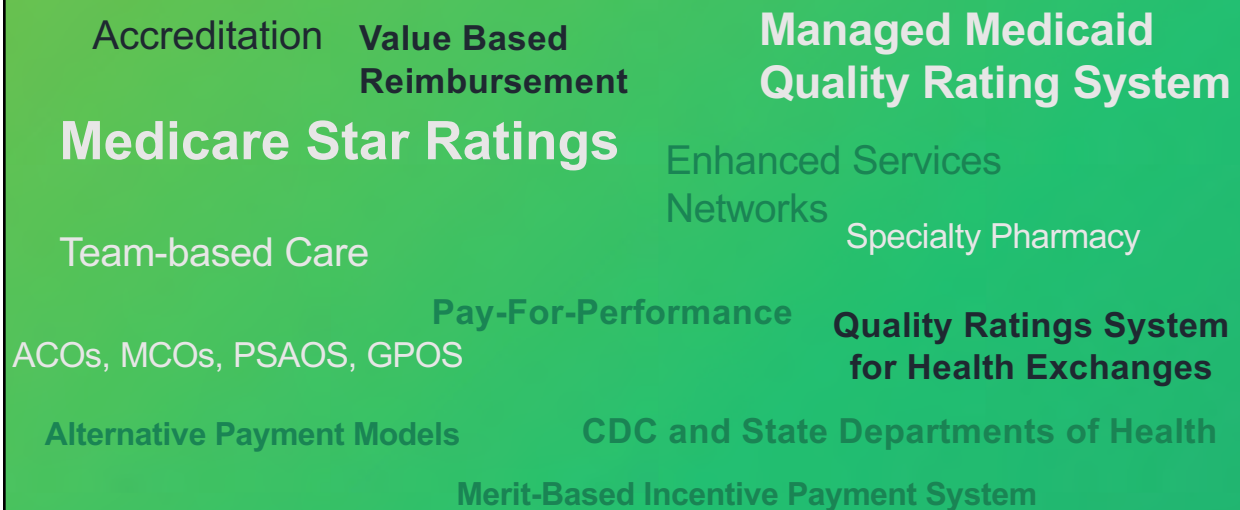 Accreditation
Value Based
Reimbursement
Managed Medicaid
Quality Rating System
Medicare Star Ratings
Enhanced Services
Networks
Specialty Pharmacy
Team-based Care
Pay-For-Performance
Quality Ratings System
for Health Exchanges
ACOs, MCOs, PSAOS, GPOS
Alternative Payment Models
CDC and State Departments of Health
Merit-Based Incentive Payment System